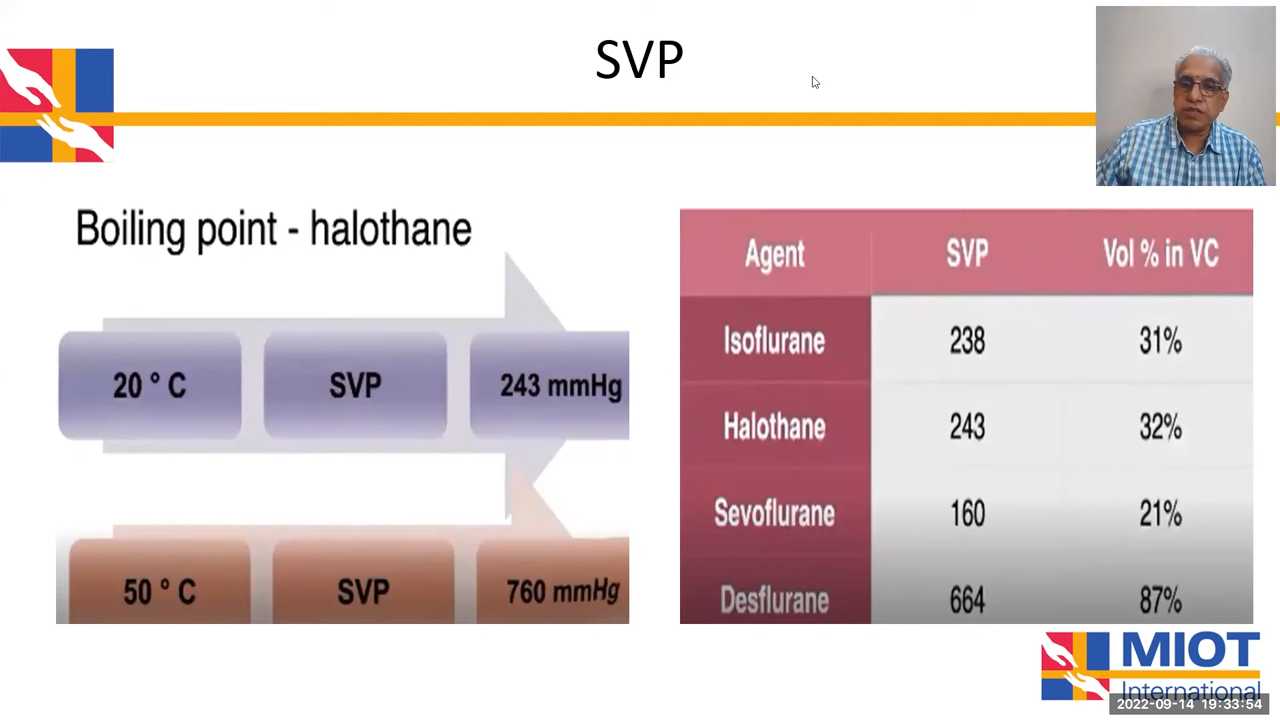 SVP
Boiling point - halothane
20 ° C SVP 243 mmHg
50 ° C SVP 760 mmHg
Agent SVP Vol % in VC
Isoflurane 238 31%
Halothane 243 32%
Sevoflurane 160 21%
Desflurane 664 87%
MIOT
International
2022-09-14 19:33:54